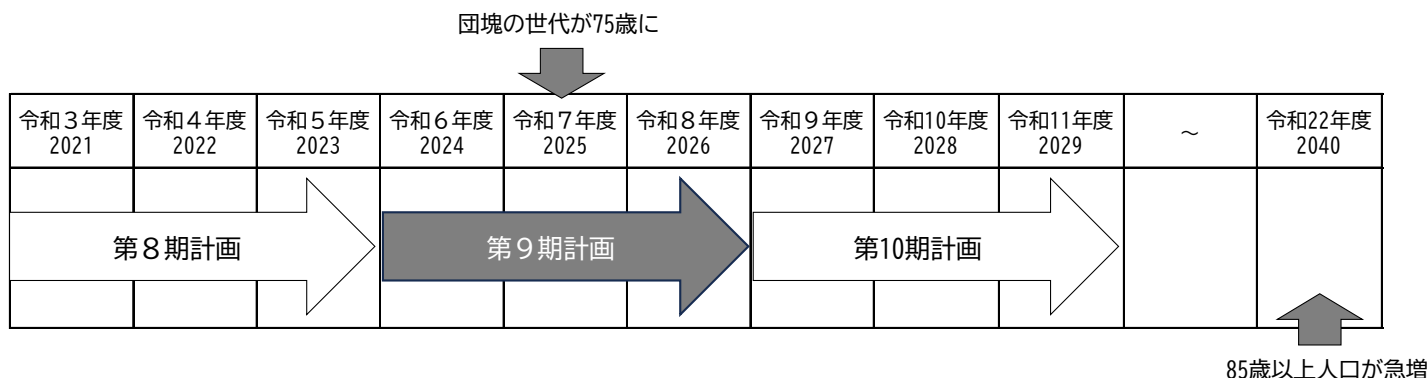 団塊の世代が75歳に
令和３年度 令和４年度 令和５年度 令和６年度 令和７年度 令和８年度 令和９年度 令和10年度 令和11年度 ～ 令和22年度
2021 2022 2023 2024 2025 2026 2027 2028 2029 2040
第８期計画 第９期計画 第10期計画
85歳以上人口が急増